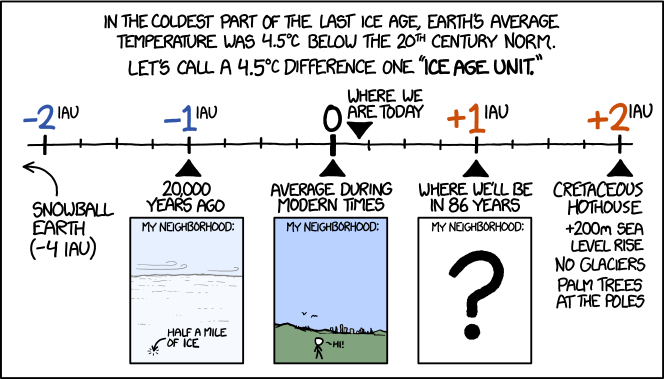 IN THE COLDEST PART OF THE LAST ICE AGE, EARTH'S AVERAGE
TEMPERATURE WAS 4.5°C BELOW THE 20TH CENTURY NORM.
LET'S CALL A 4.5°C DIFFERENCE ONE "ICE AGE UNIT."
-2 IAU
-1 IAU
0
WHERE WE
ARE TODAY
+1 IAU
+2 IAU
SNOWBALL
EARTH
(-4 IAU)
20,000
YEARS AGO
MY NEIGHBORHOOD:
HALF A MILE
OF ICE
AVERAGE DURING
MODERN TIMES
MY NEIGHBORHOOD:
HI!
WHERE WE'LL BE
IN 86 YEARS
MY NEIGHBORHOOD:
?
CRETACEOUS
HOTHOUSE
+200m SEA
LEVEL RISE
NO GLACIERS
PALM TREES
AT THE POLES